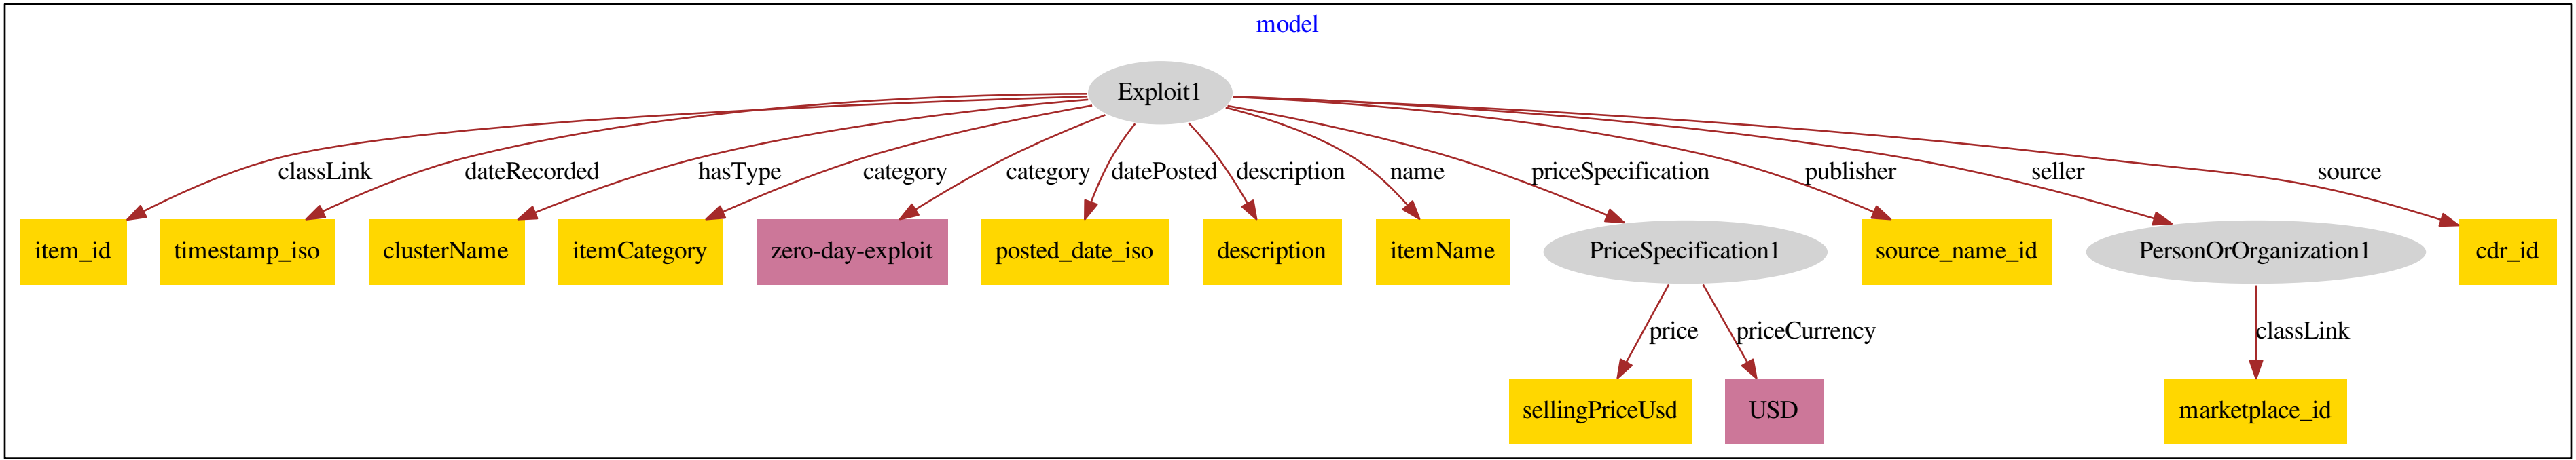 model
Exploit1
classLink
dateRecorded
hasType
category
category
datePosted
description
name
priceSpecification
publisher
seller
source
item_id
timestamp_iso
clusterName
itemCategory
zero-day-exploit
posted_date_iso
description
itemName
PriceSpecification1
source_name_id
PersonOrOrganization1
cdr_id
price
priceCurrency
classLink
sellingPriceUsd
USD
marketplace_id